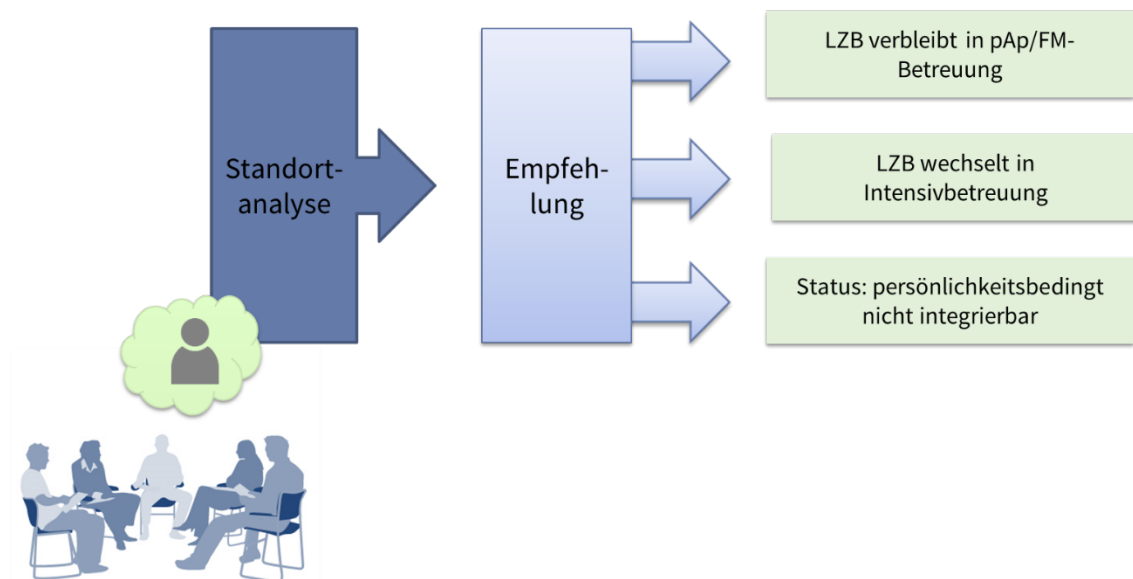 Standort-
analyse
Empfeh-
lung
LZB verbleibt in pAp/FM-
Betreuung
LZB wechselt in
Intensivbetreuung
Status: persönlichkeitsbedingt
nicht integrierbar